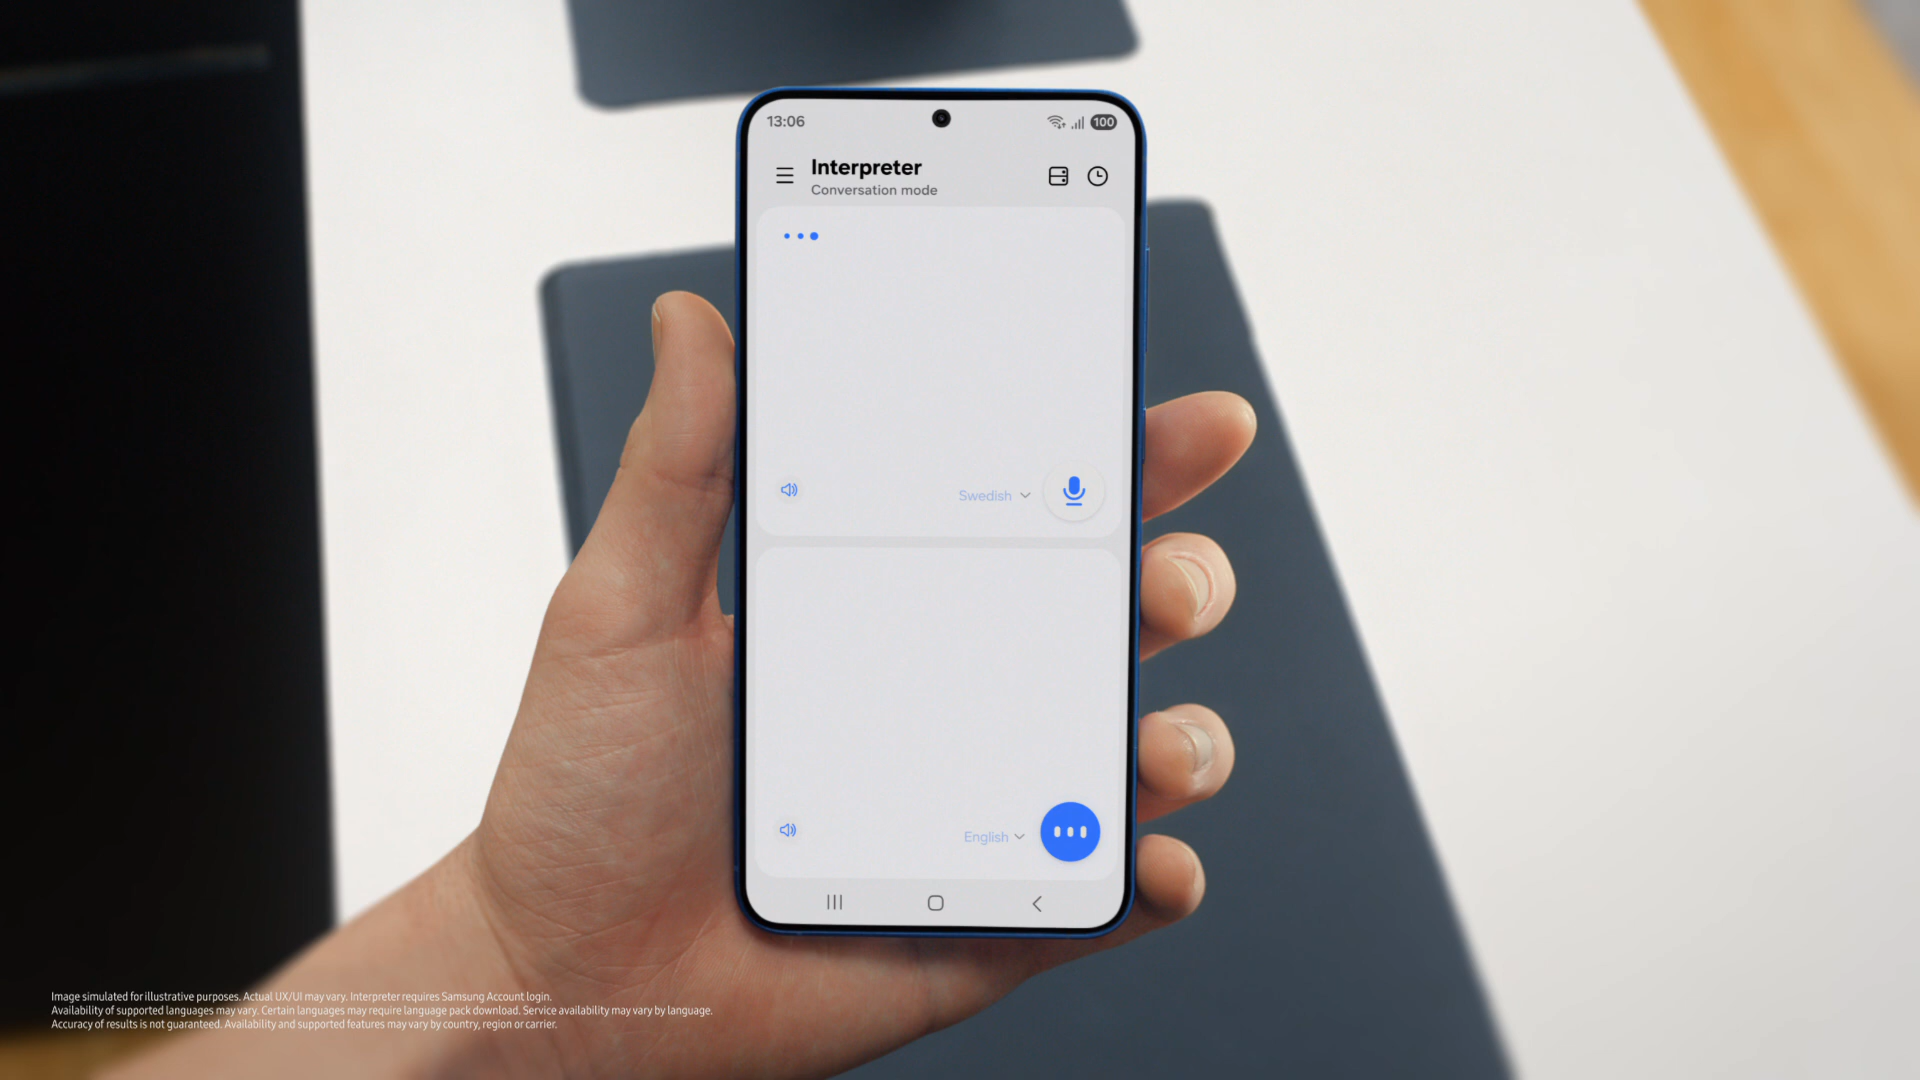 13:06
100
Interpreter
Conversation mode
Swedish
English
Image simulated for illustrative purposes. Actual UX/UI may vary. Interpreter requires Samsung Account login.
Availability of supported languages may vary. Certain languages may require language pack download. Service availability may vary by language.
Accuracy of results is not guaranteed. Availability and supported features may vary by country, region or carrier.